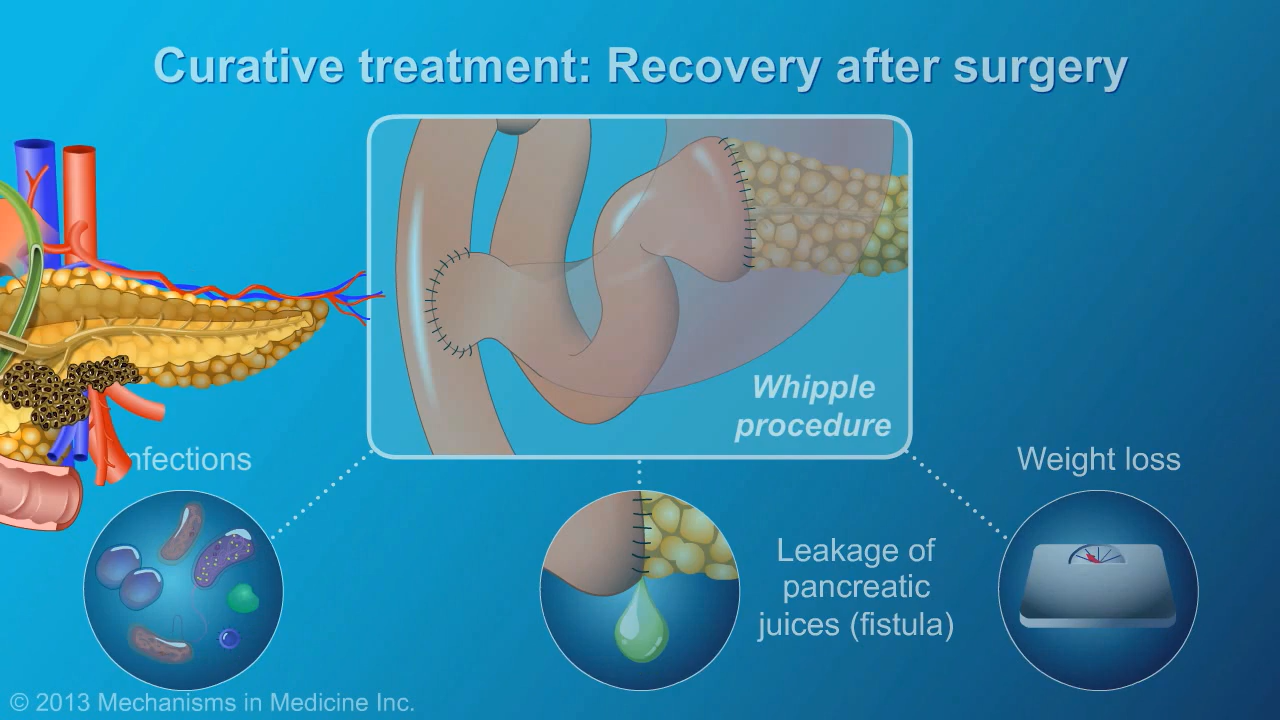 Curative treatment: Recovery after surgery
Whipple
procedure
nfections
Weight loss
Leakage of
pancreatic
juices (fistula)
© 2013 Mechanisms in Medicine Inc.